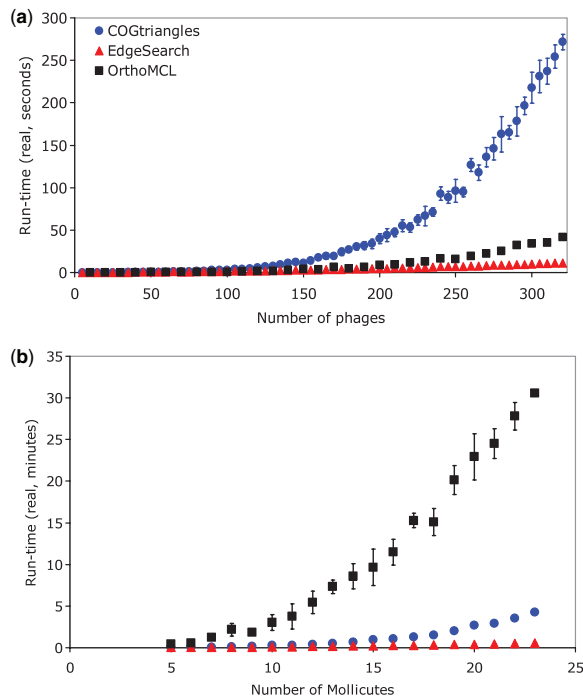 (a)
300
250
200
150
100
50
0
Run-time (real, seconds)
COGtriangles
EdgeSearch
OrthoMCL
0 50 100 150 200 250 300
Number of phages
(b)
35
30
25
20
15
10
5
0
Run-time (real, minutes)
0 5 10 15 20 25
Number of Mollicutes